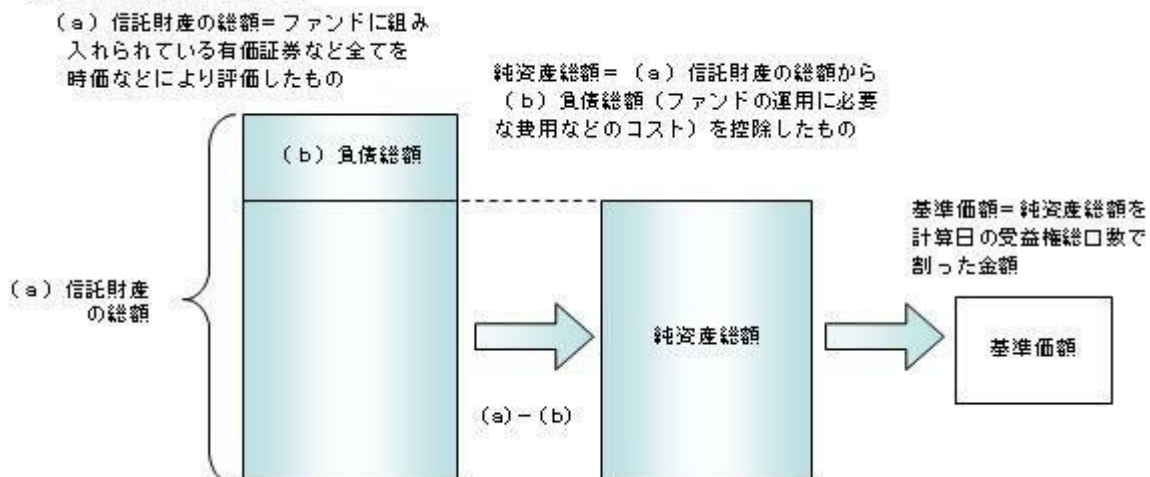 (a)信託財産の総額=ファンドに組み
入れられている有価証券など全てを
時価などにより評価したもの
純資産総額=(a)信託財産の総額から
(b)負債総額(ファンドの運用に必要
な費用などのコスト)を控除したもの
(b)負債総額
基準価額=純資産総額を
計算日の受益権総口数で
割った金額
(a)信託財産
の総額
純資産総額
基準価額
(a)-(b)